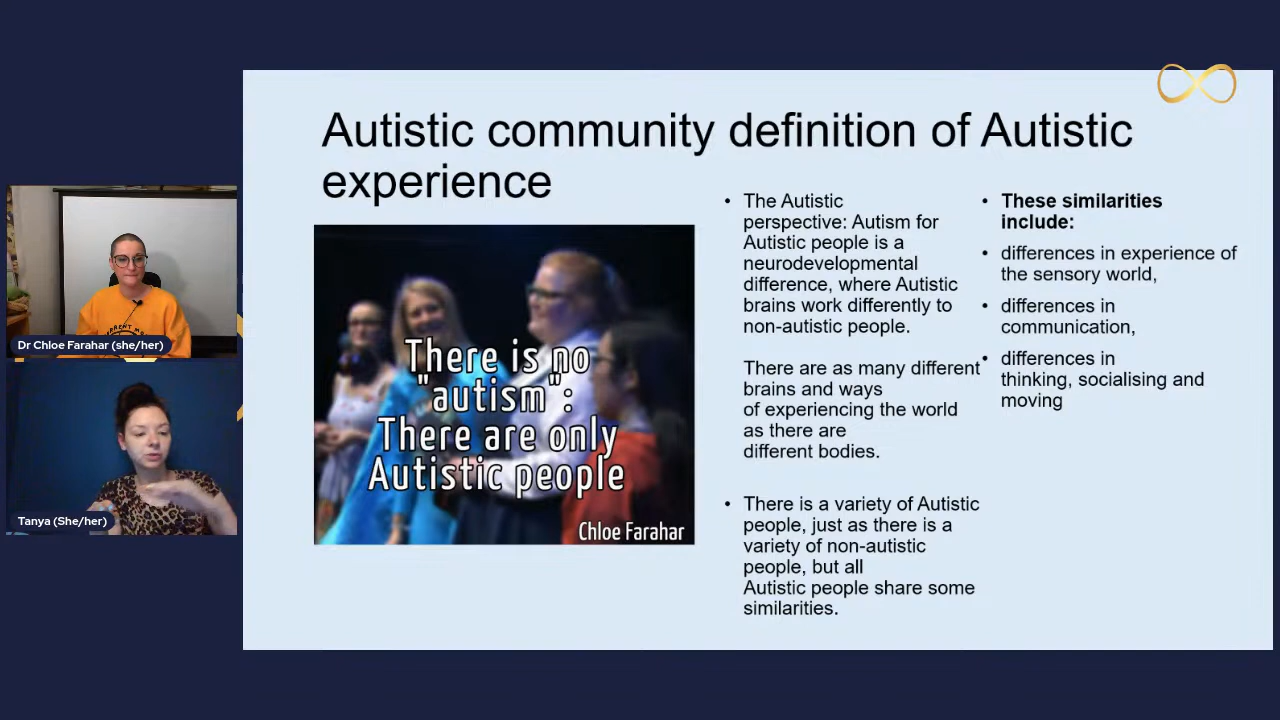 Autistic community definition of Autistic
experience
There is no
"autism":
There are only
Autistic people
Chloe Farahar
• The Autistic
perspective: Autism for
Autistic people is a
neurodevelopmental
difference, where Autistic
brains work differently to
non-autistic people.
There are as many different
brains and ways
of experiencing the world
as there are
different bodies.
• There is a variety of Autistic
people, just as there is a
variety of non-autistic
people, but all
Autistic people share some
similarities.
• These similarities
include:
• differences in experience of
the sensory world,
• differences in
communication,
• differences in
thinking, socialising and
moving
Dr Chloe Farahar (she/her)
Tanya (She/her)